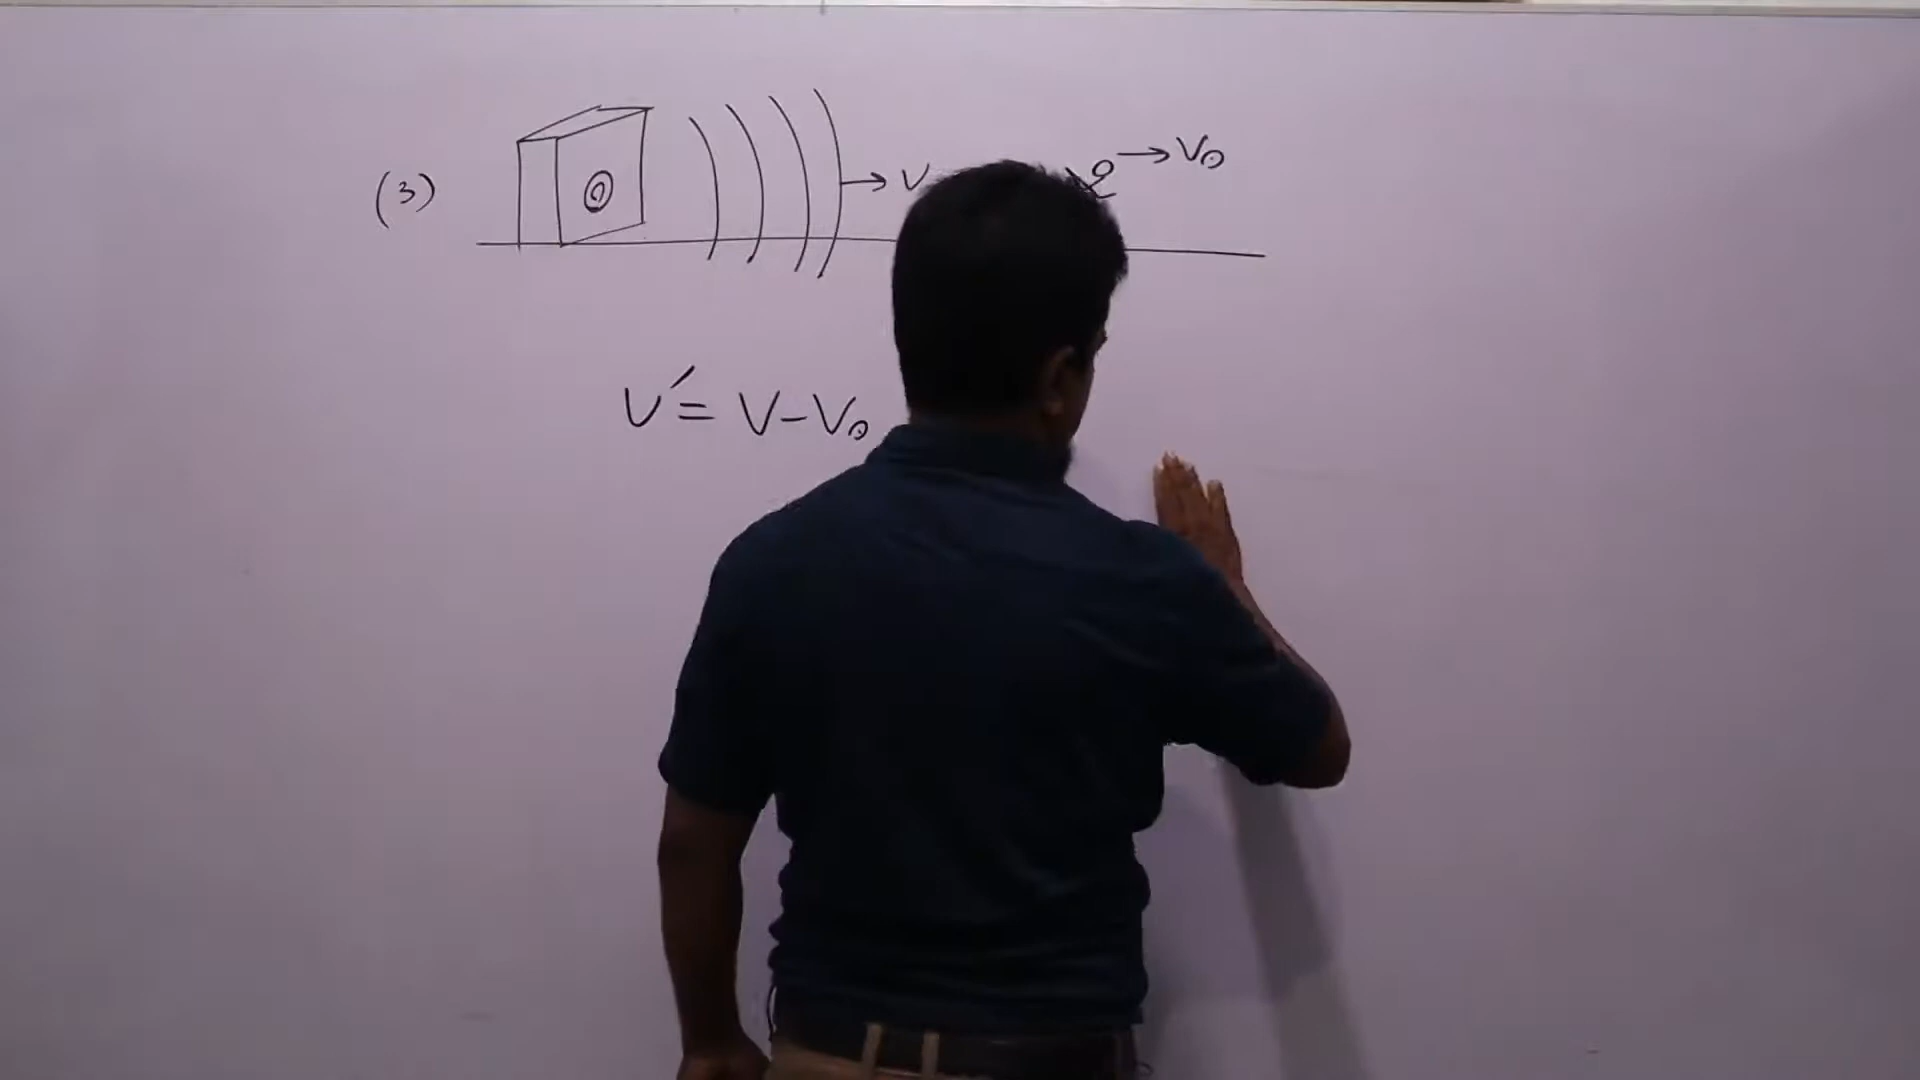 (3) → V → V₀
V′ = V - V₀